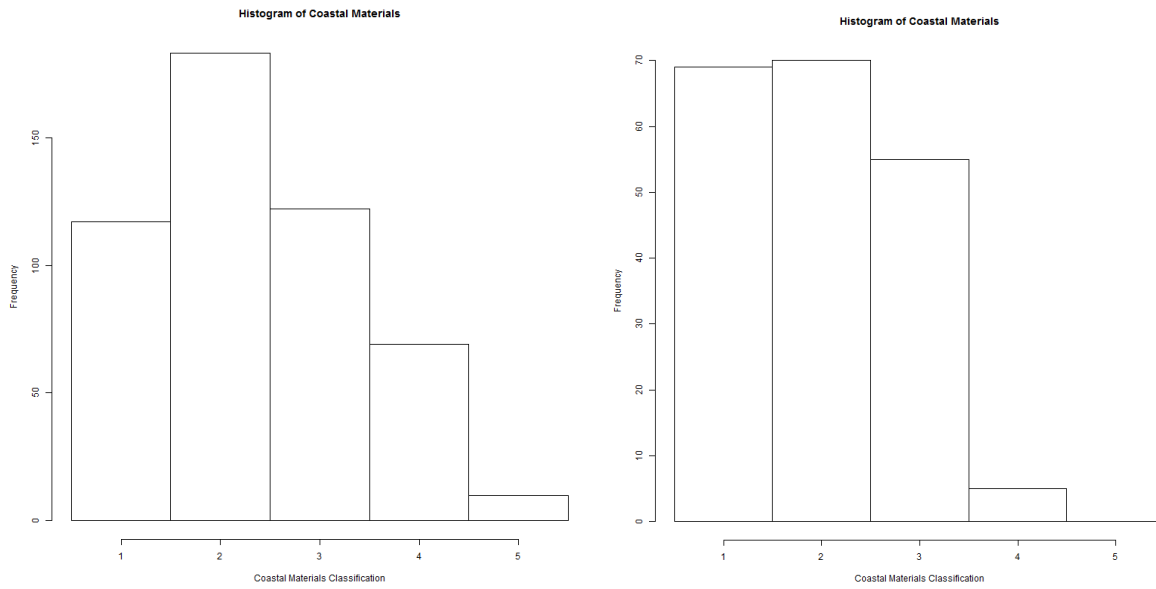 Histogram of Coastal Materials
Frequency
0
50
100
150
1 2 3 4 5
Coastal Materials Classification
Histogram of Coastal Materials
Frequency
0
10
20
30
40
50
60
70
1 2 3 4 5
Coastal Materials Classification